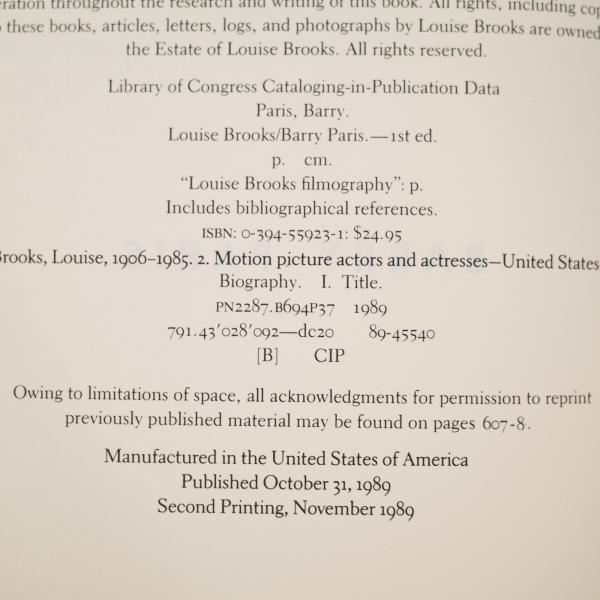 throughout the research and writing of this book. All rights, including
these books, articles, letters, logs, and photographs by Louise Brooks are owned
the Estate of Louise Brooks. All rights reserved.
Library of Congress Cataloging-in-Publication Data
Paris, Barry.
Louise Brooks/Barry Paris.—1st ed.
p. cm.
“Louise Brooks filmography”: p.
Includes bibliographical references.
ISBN: 0-394-55923-1: $24.95
Brooks, Louise, 1906–1985. 2. Motion picture actors and actresses—United States
Biography. I. Title.
PN2287.B694P37 1989
791.43′028′092—dc20 89-45540
[B] CIP
Owing to limitations of space, all acknowledgments for permission to reprint
previously published material may be found on pages 607-8.
Manufactured in the United States of America
Published October 31, 1989
Second Printing, November 1989